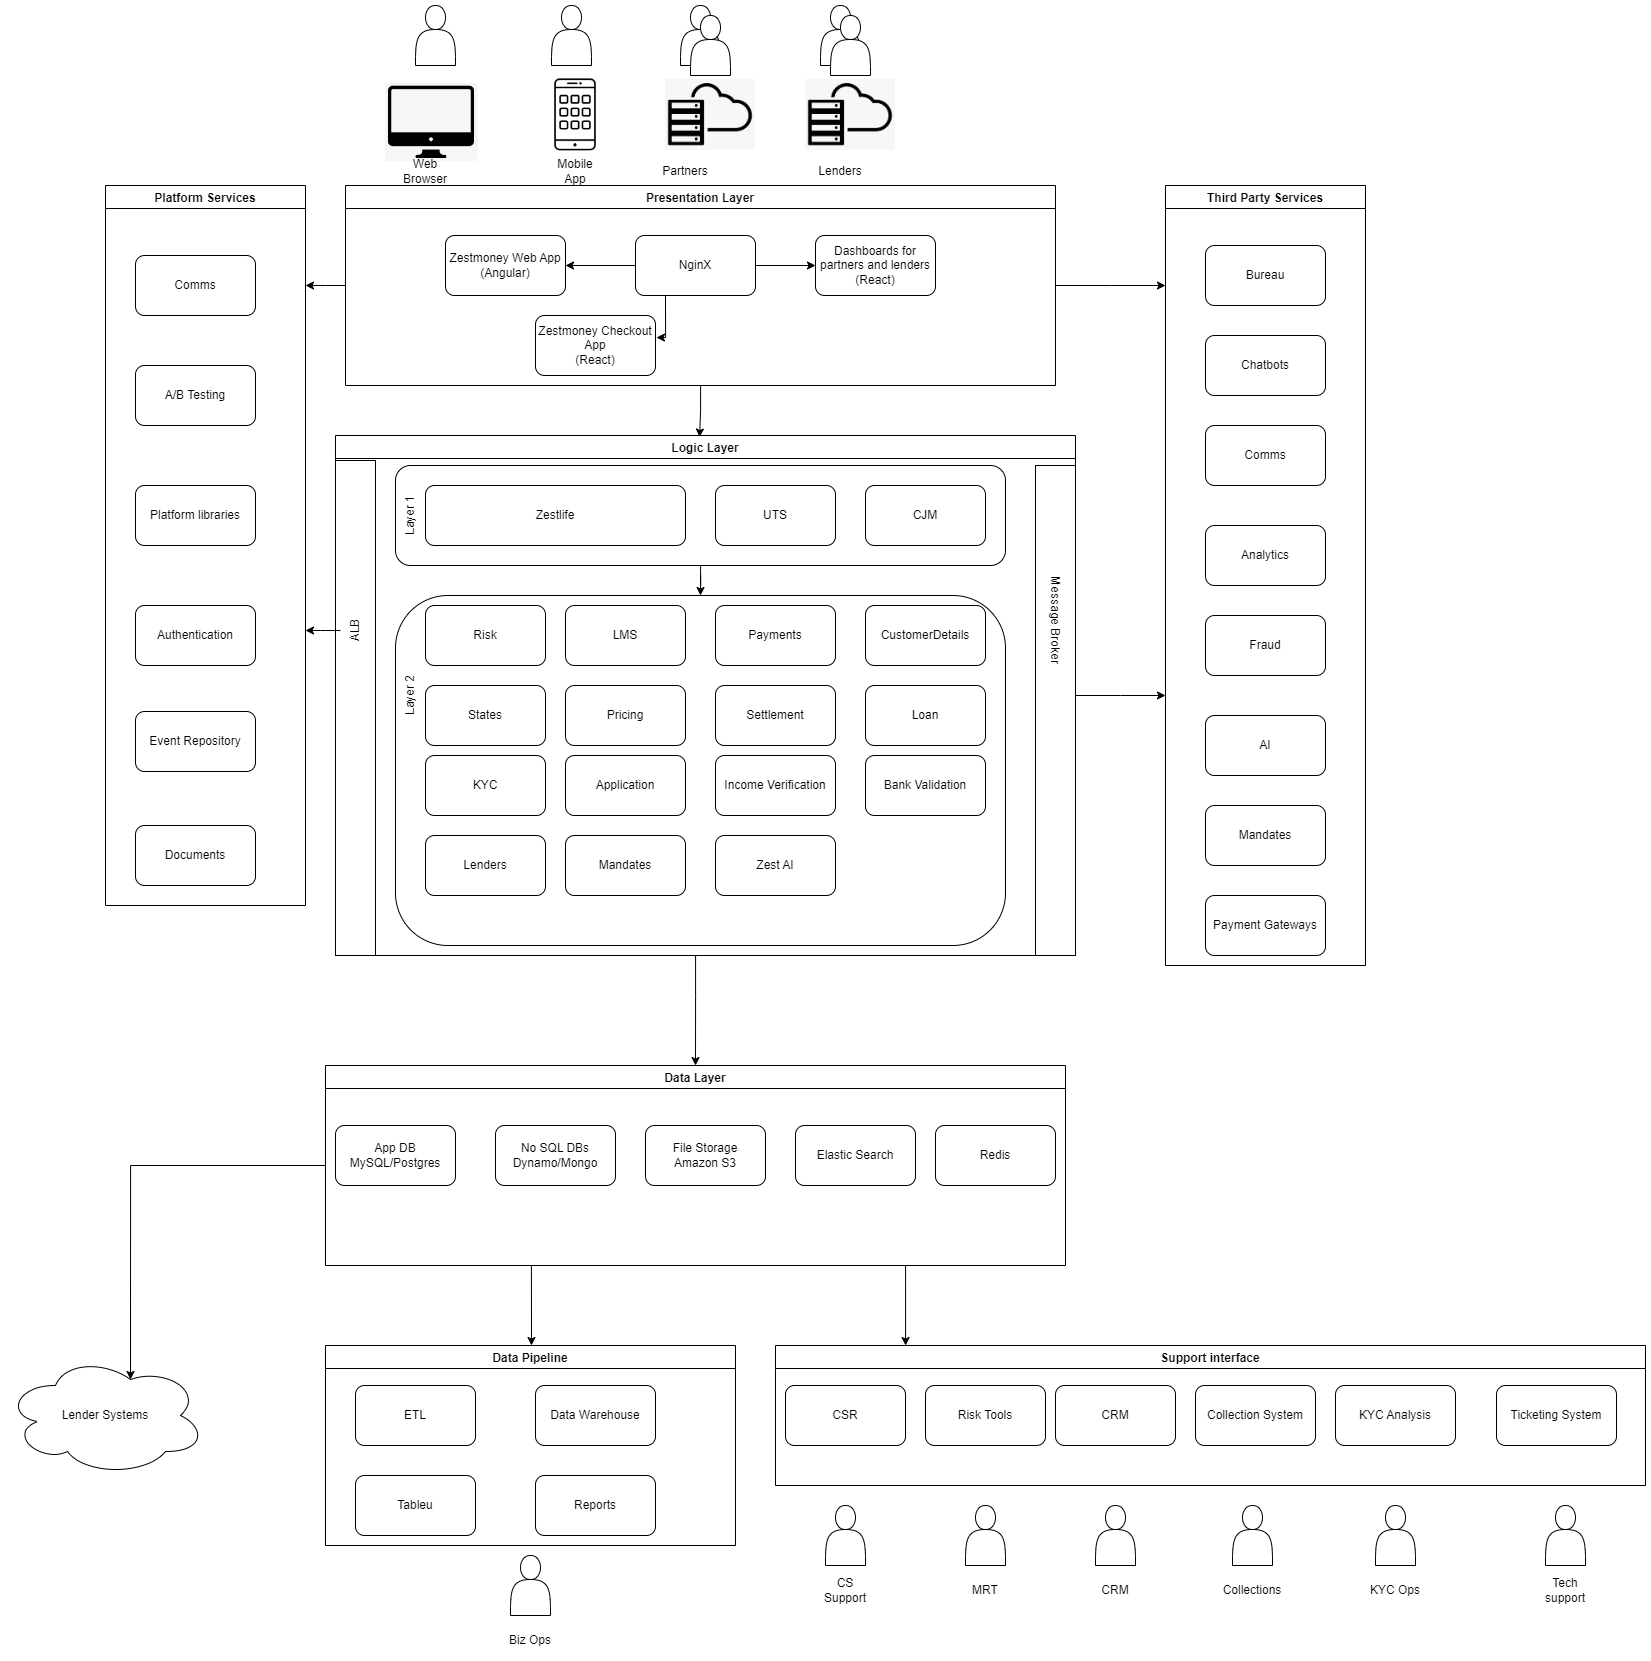 Web
Browser
Mobile
App
Partners
Lenders
Platform Services
Comms
A/B Testing
Platform libraries
Authentication
Event Repository
Documents
Presentation Layer
Zestmoney Web App
(Angular)
NginX
Dashboards for
partners and lenders
(React)
Zestmoney Checkout
App
(React)
Third Party Services
Bureau
Chatbots
Comms
Analytics
Fraud
AI
Mandates
Payment Gateways
Logic Layer
ALB
Layer 1
Zestlife
UTS
CJM
Layer 2
Risk
LMS
Payments
CustomerDetails
States
Pricing
Settlement
Loan
KYC
Application
Income Verification
Bank Validation
Lenders
Mandates
Zest AI
Message Broker
Data Layer
App DB
MySQL/Postgres
No SQL DBs
Dynamo/Mongo
File Storage
Amazon S3
Elastic Search
Redis
Lender Systems
Data Pipeline
ETL
Data Warehouse
Tableu
Reports
Biz Ops
Support interface
CSR
Risk Tools
CRM
Collection System
KYC Analysis
Ticketing System
CS
Support
MRT
CRM
Collections
KYC Ops
Tech
support